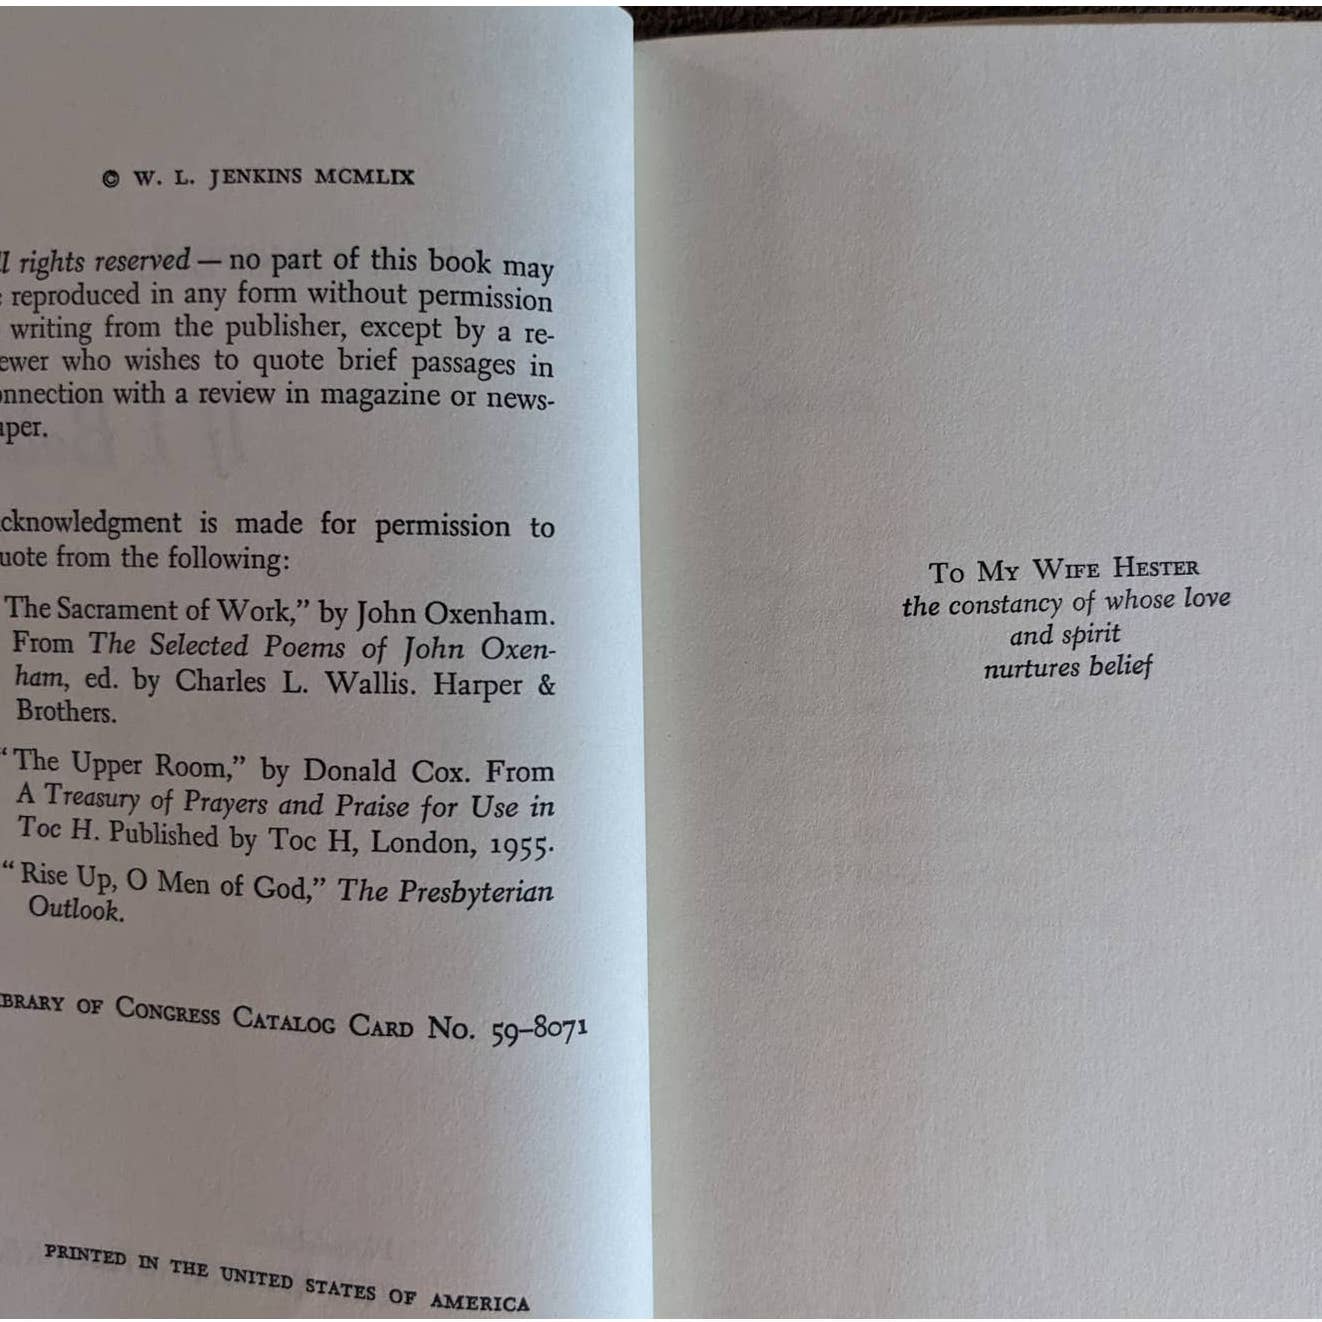 © W. L. JENKINS MCMLIX
ll rights reserved — no part of this book may
reproduced in any form without permission
writing from the publisher, except by a re-
ewer who wishes to quote brief passages in
onnection with a review in magazine or news-
aper.
cknowledgment is made for permission to
uote from the following:
The Sacrament of Work,” by John Oxenham.
From The Selected Poems of John Oxen-
ham, ed. by Charles L. Wallis. Harper &
Brothers.
“The Upper Room,” by Donald Cox. From
A Treasury of Prayers and Praise for Use in
Toc H. Published by Toc H, London, 1955.
“Rise Up, O Men of God,” The Presbyterian
Outlook.
IBRARY OF CONGRESS CATALOG CARD NO. 59–8071
PRINTED IN THE UNITED STATES OF AMERICA
TO MY WIFE HESTER
the constancy of whose love
and spirit
nurtures belief